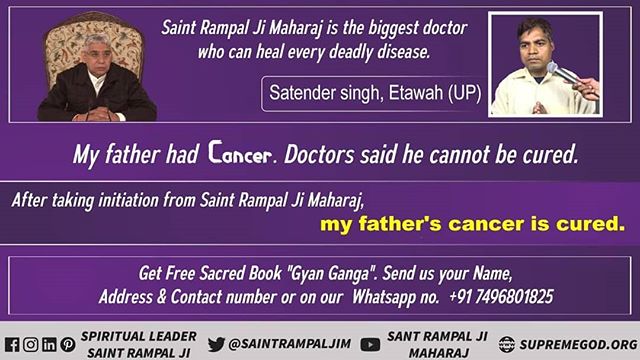 Saint Rampal Ji Maharaj is the biggest doctor
who can heal every deadly disease.
Satender singh, Etawah (UP)
My father had Cancer. Doctors said he cannot be cured.
After taking initiation from Saint Rampal Ji Maharaj,
my father's cancer is cured.
Get Free Sacred Book "Gyan Ganga". Send us your Name,
Address & Contact number or on our Whatsapp no. +91 7496801825
SPIRITUAL LEADER
SAINT RAMPAL JI
@SAINTRAMPALJIM
SANT RAMPAL JI
MAHARAJ
SUPREMEGOD.ORG